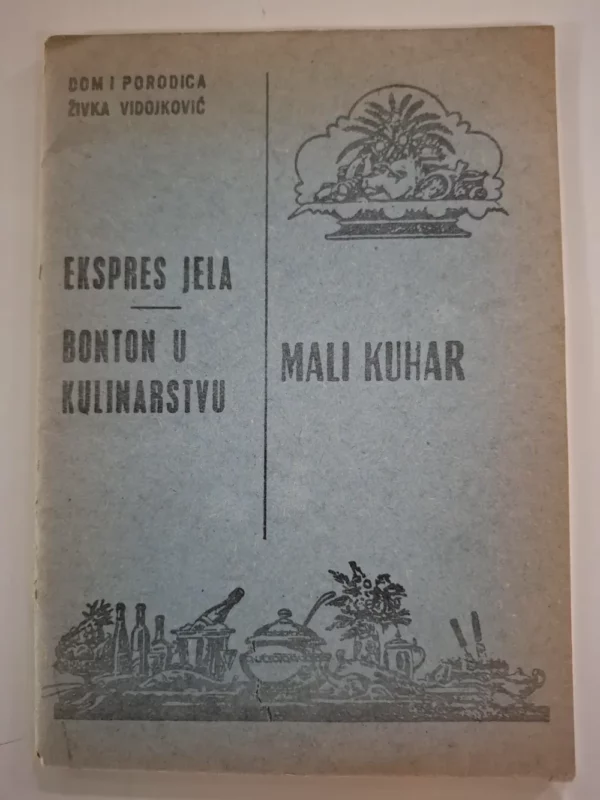 DOM I PORODICA
ŽIVKA VIDOJKOVIĆ
EKSPRES JELA
BONTON U
KULINARSTVU
MALI KUHAR